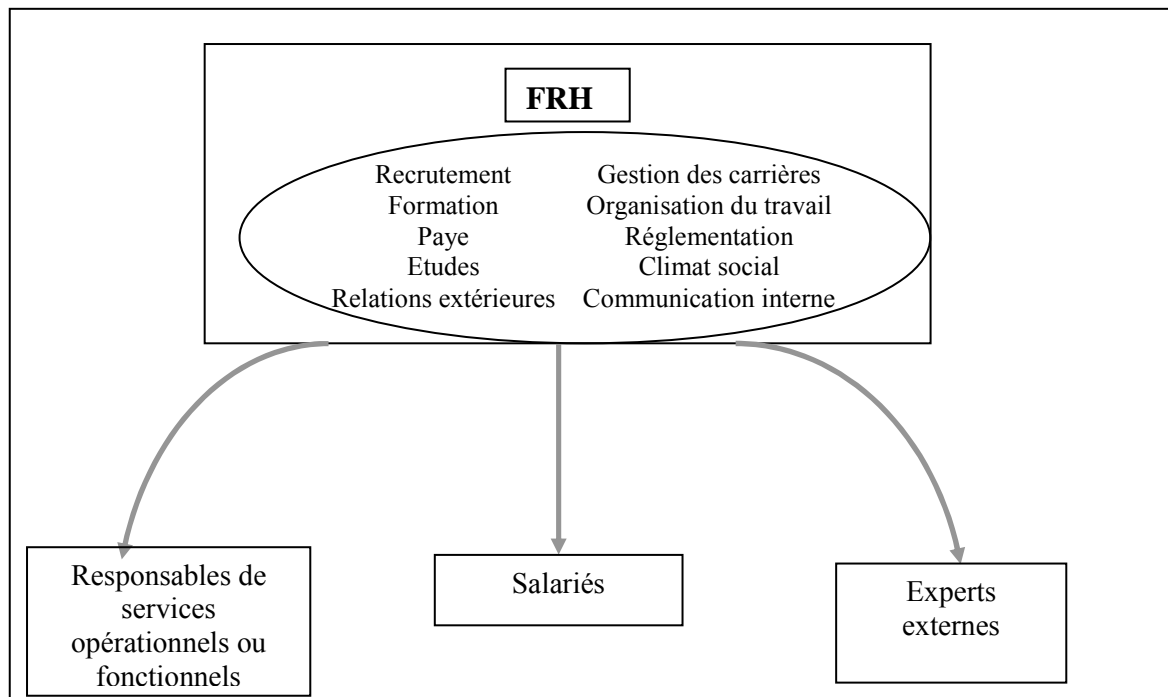 FRH
Recrutement Gestion des carrières
Formation Organisation du travail
Paye Réglementation
Etudes Climat social
Relations extérieures Communication interne
Responsables de
services
opérationnels ou
fonctionnels
Salariés
Experts
externes